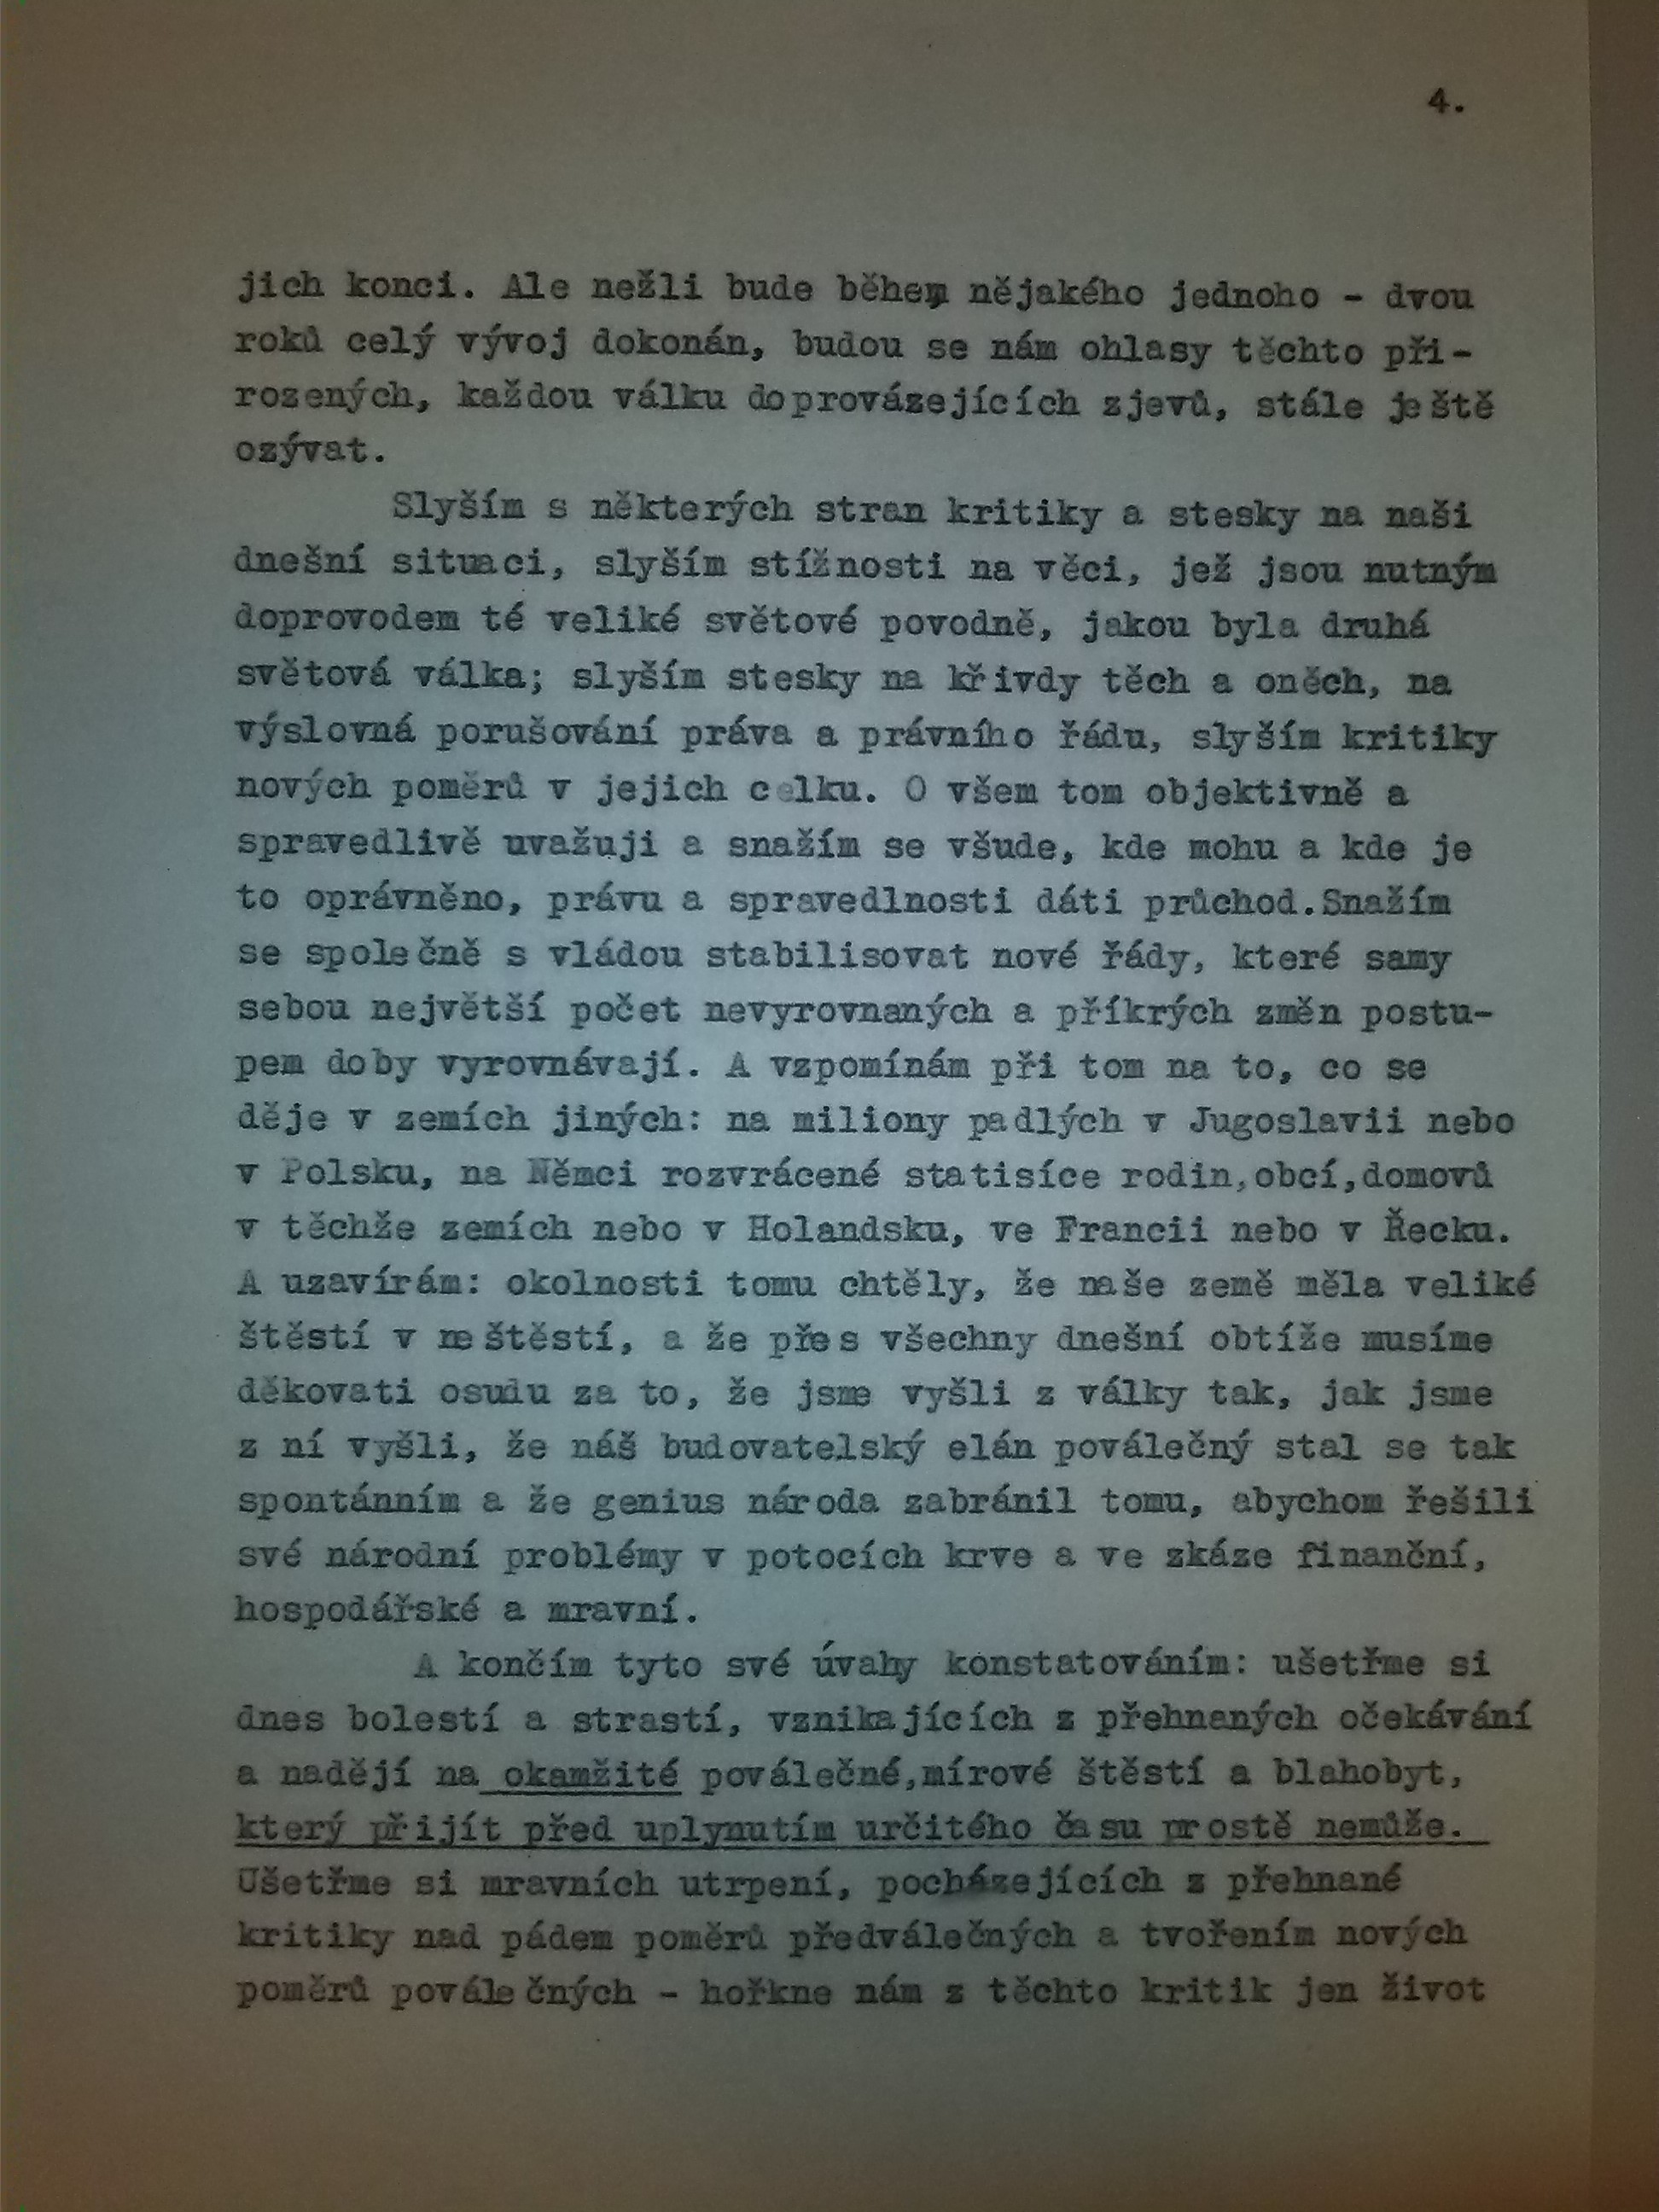 4.
jich konci. Ale nežli bude během nějakého jednoho - dvou
roků celý vývoj dokonán, budou se nám ohlasy těchto při-
rozených, každou válku doprovázejících zjevů, stále ještě
ozývat.
Slyším s některých stran kritiky a stesky na naši
dnešní situaci, slyším stížnosti na věci, jež jsou nutným
doprovodem té veliké světové povodně, jakou byla druhá
světová válka; slyším stesky na křivdy těch a oněch, na
výslovná porušování práva a právního řádu, slyším kritiky
nových poměrů v jejich celku. O všem tom objektivně a
spravedlivě uvažuji a snažím se všude, kde mohu a kde je
to oprávněno, právu a spravedlnosti dáti průchod.Snažím
se společně s vládou stabilisovat nové řády, které samy
sebou největší počet nevyrovnaných a příkrých změn postu-
pem doby vyrovnávají. A vzpomínám při tom na to, co se
děje v zemích jiných: na miliony padlých v Jugoslavii nebo
v Polsku, na Němci rozvrácené statisíce rodin,obcí,domovů
v těchže zemích nebo v Holandsku, ve Francii nebo v Řecku.
A uzavírám: okolnosti tomu chtěly, že naše země měla veliké
štěstí v neštěstí, a že přes všechny dnešní obtíže musíme
děkovati osudu za to, že jsme vyšli z války tak, jak jsme
z ní vyšli, že náš budovatelský elán poválečný stal se tak
spontánním a že genius národa zabránil tomu, abychom řešili
své národní problémy v potocích krve a ve zkáze finanční,
hospodářské a mravní.
A končím tyto své úvahy konstatováním: ušetřme si
dnes bolestí a strastí, vznikajících z přehnaných očekávání
a nadějí na okamžité poválečné,mírové štěstí a blahobyt,
který přijít před uplynutím určitého času prostě nemůže.
Ušetřme si mravních utrpení, pocházejících z přehnané
kritiky nad pádem poměrů předválečných a tvořením nových
poměrů poválečných - hořkne nám z těchto kritik jen život